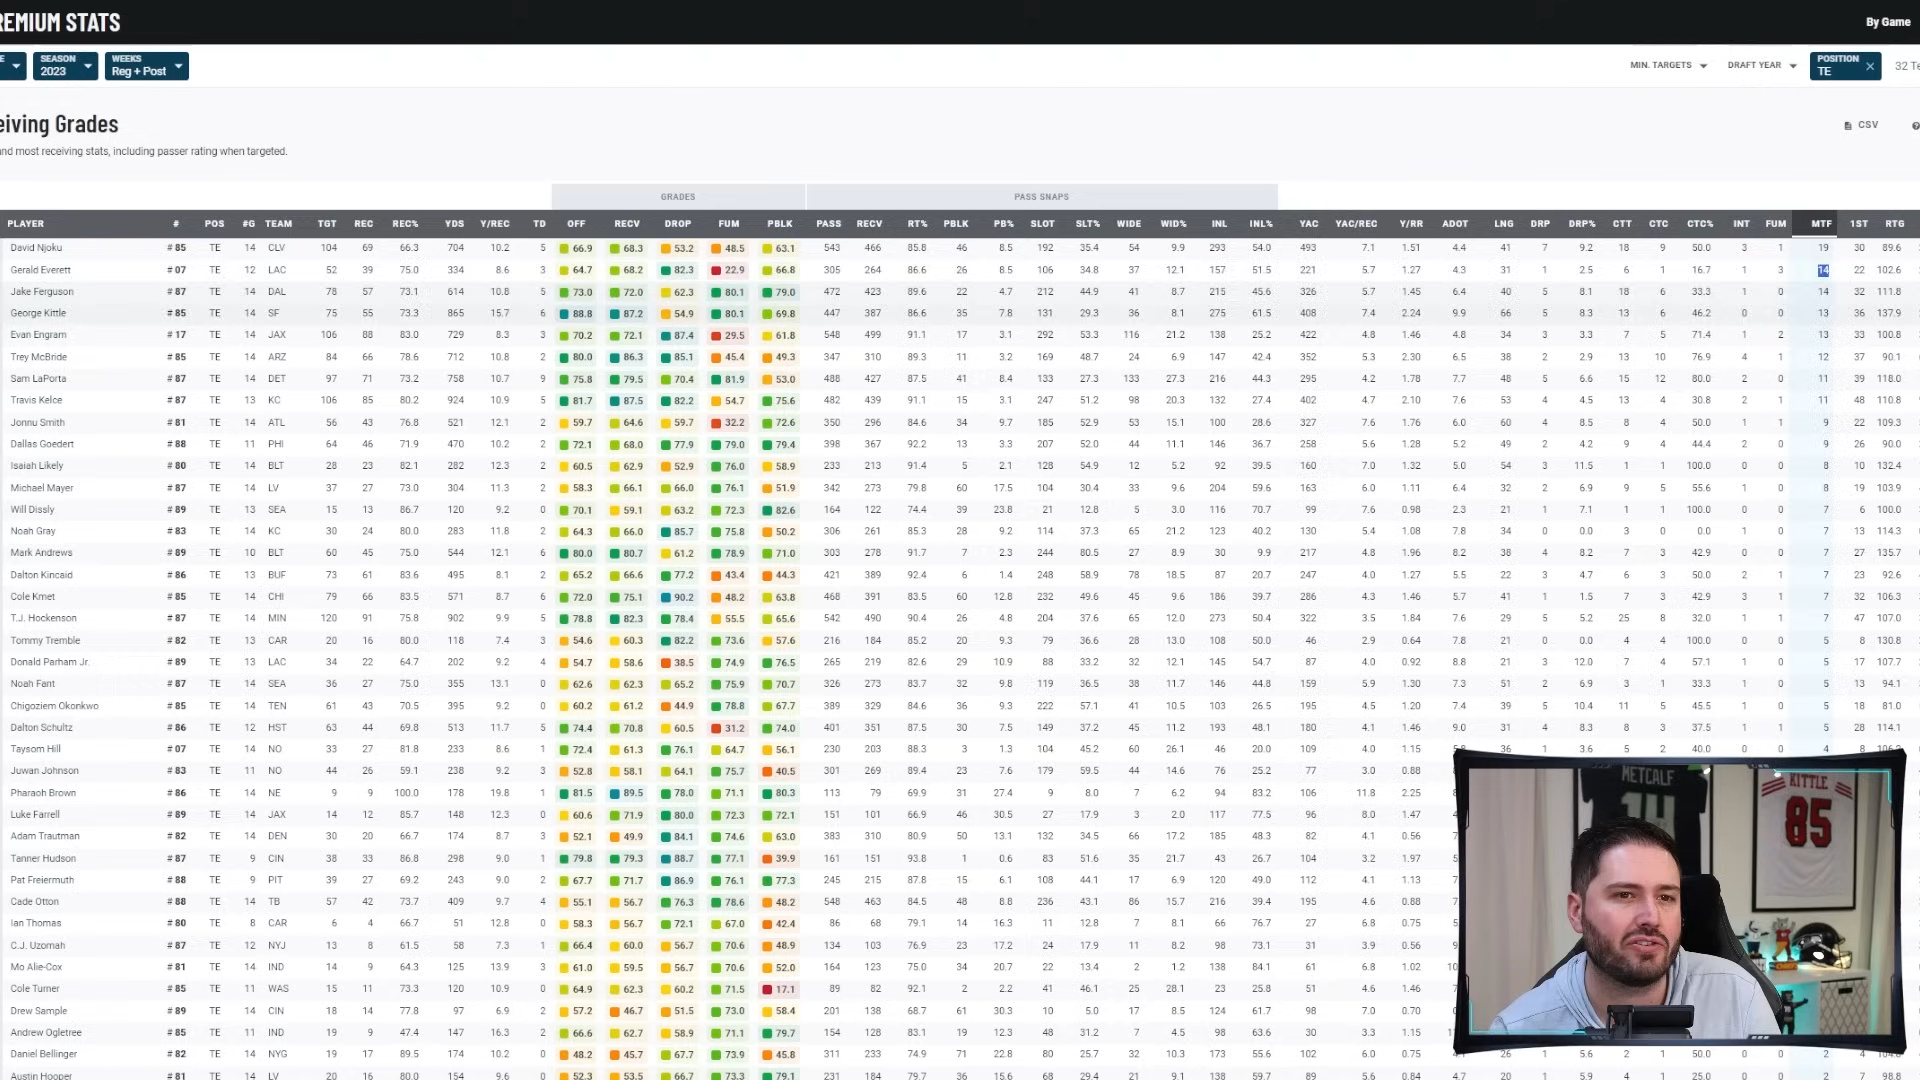 REMIUM STATS By Game
E SEASON 2023 WEEKS Reg + Post MIN. TARGETS DRAFT YEAR POSITION TE × 32 Te
eiving Grades CSV
and most receiving stats, including passer rating when targeted.
GRADES PASS SNAPS
PLAYER # POS #G TEAM TGT REC REC% YDS Y/REC TD OFF RECV DROP FUM PBLK PASS RECV RT% PBLK PB% SLOT SLT% WIDE WID% INL INL% YAC YAC/REC Y/RR ADOT LNG DRP DRP% CTT CTC CTC% INT FUM MTF 1ST RTG
David Njoku #85 TE 14 CLV 104 69 66.3 704 10.2 5 66.9 68.3 53.2 48.5 63.1 543 466 85.8 46 8.5 192 35.4 54 9.9 293 54.0 493 7.1 1.51 4.4 41 7 9.2 18 9 50.0 3 1 19 30 89.6
Gerald Everett #07 TE 12 LAC 52 39 75.0 334 8.6 3 64.7 68.2 82.3 22.9 66.8 305 264 86.6 26 8.5 106 34.8 37 12.1 157 51.5 221 5.7 1.27 4.3 31 1 2.5 6 1 16.7 1 3 14 22 102.6
Jake Ferguson #87 TE 14 DAL 78 57 73.1 614 10.8 5 73.0 72.0 62.3 80.1 79.0 472 423 89.6 22 4.7 212 44.9 41 8.7 215 45.6 326 5.7 1.45 6.4 40 5 8.1 18 6 33.3 1 0 14 32 111.8
George Kittle #85 TE 14 SF 75 55 73.3 865 15.7 6 88.8 87.2 54.9 80.1 69.8 447 387 86.6 35 7.8 131 29.3 36 8.1 275 61.5 408 7.4 2.24 9.9 66 5 8.3 13 6 46.2 0 0 13 36 137.9
Evan Engram #17 TE 14 JAX 106 88 83.0 729 8.3 3 70.2 72.1 87.4 29.5 61.8 548 499 91.1 17 3.1 292 53.3 116 21.2 138 25.2 422 4.8 1.46 4.8 34 3 3.3 7 5 71.4 1 2 13 33 100.8
Trey McBride #85 TE 14 ARZ 84 66 78.6 712 10.8 2 80.0 86.3 85.1 45.4 49.3 347 310 89.3 11 3.2 169 48.7 24 6.9 147 42.4 352 5.3 2.30 6.5 38 2 2.9 13 10 76.9 4 1 12 37 90.1
Sam LaPorta #87 TE 14 DET 97 71 73.2 758 10.7 9 75.8 79.5 70.4 81.9 53.0 488 427 87.5 41 8.4 133 27.3 133 27.3 216 44.3 295 4.2 1.78 7.7 48 5 6.6 15 12 80.0 2 0 11 39 118.0
Travis Kelce #87 TE 13 KC 106 85 80.2 924 10.9 5 81.7 87.5 82.2 54.7 75.6 482 439 91.1 15 3.1 247 51.2 98 20.3 132 27.4 402 4.7 2.10 7.6 53 4 4.5 13 4 30.8 2 1 11 48 110.8
Jonnu Smith #81 TE 14 ATL 56 43 76.8 521 12.1 2 59.7 64.6 59.7 32.2 72.6 350 296 84.6 34 9.7 185 52.9 53 15.1 100 28.6 327 7.6 1.76 6.0 60 4 8.5 8 4 50.0 1 1 9 22 109.3
Dallas Goedert #88 TE 11 PHI 64 46 71.9 470 10.2 2 72.1 68.0 77.9 79.0 79.4 398 367 92.2 13 3.3 207 52.0 44 11.1 146 36.7 258 5.6 1.28 5.2 49 2 4.2 9 4 44.4 2 0 9 26 90.0
Isaiah Likely #80 TE 14 BLT 28 23 82.1 282 12.3 2 60.5 62.9 52.9 76.0 58.9 233 213 91.4 5 2.1 128 54.9 12 5.2 92 39.5 160 7.0 1.32 5.0 54 3 11.5 1 1 100.0 0 0 8 10 132.4
Michael Mayer #87 TE 14 LV 37 27 73.0 304 11.3 2 58.3 66.1 66.0 76.1 51.9 342 273 79.8 60 17.5 104 30.4 33 9.6 204 59.6 163 6.0 1.11 6.4 32 2 6.9 9 5 55.6 1 0 8 19 103.9
Will Dissly #89 TE 13 SEA 15 13 86.7 120 9.2 0 70.1 59.1 63.2 72.3 82.6 164 122 74.4 39 23.8 21 12.8 5 3.0 116 70.7 99 7.6 0.98 2.3 21 1 7.1 1 1 100.0 0 0 7 6 100.0
Noah Gray #83 TE 14 KC 30 24 80.0 283 11.8 2 64.3 66.0 85.7 75.8 50.2 306 261 85.3 28 9.2 114 37.3 65 21.2 123 40.2 130 5.4 1.08 7.8 34 0 0.0 3 0 0.0 1 0 7 13 114.3
Mark Andrews #89 TE 10 BLT 60 45 75.0 544 12.1 6 80.0 80.7 61.2 78.9 71.0 303 278 91.7 7 2.3 244 80.5 27 8.9 30 9.9 217 4.8 1.96 8.2 38 4 8.2 7 3 42.9 0 0 7 27 135.7
Dalton Kincaid #86 TE 13 BUF 73 61 83.6 495 8.1 2 65.2 66.6 77.2 43.4 44.3 421 389 92.4 6 1.4 248 58.9 78 18.5 87 20.7 247 4.0 1.27 5.5 22 3 4.7 6 3 50.0 2 1 7 23 92.6
Cole Kmet #85 TE 14 CHI 79 66 83.5 571 8.7 6 72.0 75.1 90.2 48.2 63.8 468 391 83.5 60 12.8 232 49.6 45 9.6 186 39.7 286 4.3 1.46 5.7 41 1 1.5 7 3 42.9 3 1 7 32 106.3
T.J. Hockenson #87 TE 14 MIN 120 91 75.8 902 9.9 5 78.8 82.3 78.4 55.5 65.6 542 490 90.4 26 4.8 204 37.6 65 12.0 273 50.4 322 3.5 1.84 7.6 29 5 5.2 25 8 32.0 1 1 7 47 107.0
Tommy Tremble #82 TE 13 CAR 20 16 80.0 118 7.4 3 54.6 60.3 82.2 73.6 57.6 216 184 85.2 20 9.3 79 36.6 28 13.0 108 50.0 46 2.9 0.64 7.8 21 0 0.0 4 4 100.0 0 0 5 8 130.8
Donald Parham Jr. #89 TE 13 LAC 34 22 64.7 202 9.2 4 54.7 58.6 38.5 74.9 76.5 265 219 82.6 29 10.9 88 33.2 32 12.1 145 54.7 87 4.0 0.92 8.8 21 3 12.0 7 4 57.1 1 0 5 17 107.7
Noah Fant #87 TE 14 SEA 36 27 75.0 355 13.1 0 62.6 62.3 65.2 75.9 70.7 326 273 83.7 32 9.8 119 36.5 38 11.7 146 44.8 159 5.9 1.30 7.3 51 2 6.9 3 1 33.3 1 0 5 13 94.1
Chigoziem Okonkwo #85 TE 14 TEN 61 43 70.5 395 9.2 0 60.2 61.2 44.9 78.8 67.7 389 329 84.6 36 9.3 222 57.1 41 10.5 103 26.5 195 4.5 1.20 7.4 39 5 10.4 11 5 45.5 1 0 5 18 81.0
Dalton Schultz #86 TE 12 HST 63 44 69.8 513 11.7 5 74.4 70.8 60.5 31.2 74.0 401 351 87.5 30 7.5 149 37.2 45 11.2 193 48.1 180 4.1 1.46 9.0 31 4 8.3 8 3 37.5 1 1 5 28 114.1
Taysom Hill #07 TE 14 NO 33 27 81.8 233 8.6 1 72.4 61.3 76.1 64.7 56.1 230 203 88.3 3 1.3 104 45.2 60 26.1 46 20.0 109 4.0 1.15 36 1 3.6 5 2 40.0 0 0 4 8
Juwan Johnson #83 TE 11 NO 44 26 59.1 238 9.2 3 52.8 58.1 64.1 75.7 40.5 301 269 89.4 23 7.6 179 59.5 44 14.6 76 25.2 77 3.0 0.88
Pharaoh Brown #86 TE 14 NE 9 9 100.0 178 19.8 1 81.5 89.5 78.0 71.1 80.3 113 79 69.9 31 27.4 9 8.0 7 6.2 94 83.2 106 11.8 2.25
Luke Farrell #89 TE 14 JAX 14 12 85.7 148 12.3 0 60.6 71.9 80.0 72.3 72.1 151 101 66.9 46 30.5 27 17.9 3 2.0 117 77.5 96 8.0 1.47
Adam Trautman #82 TE 14 DEN 30 20 66.7 174 8.7 3 52.1 49.9 84.1 74.6 63.0 383 310 80.9 50 13.1 132 34.5 66 17.2 185 48.3 82 4.1 0.56
Tanner Hudson #87 TE 9 CIN 38 33 86.8 298 9.0 1 79.8 79.3 88.7 77.1 39.9 161 151 93.8 1 0.6 83 51.6 35 21.7 43 26.7 104 3.2 1.97
Pat Freiermuth #88 TE 9 PIT 39 27 69.2 243 9.0 2 67.7 71.7 86.9 76.1 77.3 245 215 87.8 15 6.1 108 44.1 17 6.9 120 49.0 112 4.1 1.13
Cade Otton #88 TE 14 TB 57 42 73.7 409 9.7 4 55.1 56.7 76.3 78.6 48.2 548 463 84.5 48 8.8 236 43.1 86 15.7 216 39.4 195 4.6 0.88
Ian Thomas #80 TE 8 CAR 6 4 66.7 51 12.8 0 58.3 56.7 72.1 67.0 42.4 86 68 79.1 14 16.3 11 12.8 7 8.1 66 76.7 27 6.8 0.75
C.J. Uzomah #87 TE 12 NYJ 13 8 61.5 58 7.3 1 66.4 60.0 56.7 70.6 48.9 134 103 76.9 23 17.2 24 17.9 11 8.2 98 73.1 31 3.9 0.56
Mo Alie-Cox #81 TE 14 IND 14 9 64.3 125 13.9 3 61.0 59.5 56.7 70.6 52.0 164 123 75.0 34 20.7 22 13.4 2 1.2 138 84.1 61 6.8 1.02 10
Cole Turner #85 TE 11 WAS 15 11 73.3 120 10.9 0 64.9 62.3 60.2 71.5 17.1 89 82 92.1 2 2.2 41 46.1 25 28.1 23 25.8 51 4.6 1.46
Drew Sample #89 TE 14 CIN 18 14 77.8 97 6.9 2 57.2 46.7 51.5 73.0 58.4 201 138 68.7 61 30.3 10 5.0 17 8.5 124 61.7 98 7.0 0.70
Andrew Ogletree #85 TE 11 IND 19 9 47.4 147 16.3 2 66.6 62.7 58.9 71.1 79.7 154 128 83.1 19 12.3 48 31.2 7 4.5 98 63.6 30 3.3 1.15
Daniel Bellinger #82 TE 14 NYG 19 17 89.5 174 10.2 0 48.2 45.7 67.7 73.9 45.8 311 233 74.9 71 22.8 80 25.7 32 10.3 173 55.6 102 6.0 0.75 26 1 5.6 2 1 50.0 0 0 2 4
Austin Hooper #81 TE 14 LV 20 16 80.0 154 9.6 0 52.3 53.5 66.7 73.3 79.1 231 184 79.7 36 15.6 68 29.4 21 9.1 138 59.7 89 5.6 0.84 4.7 20 1 5.9 4 1 25.0 0 0 2 7 98.8
METCALF
14
KITTLE
85